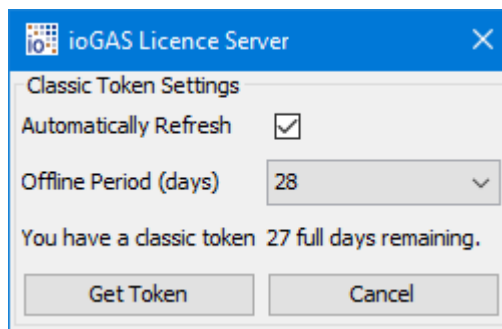 io
ioGAS Licence Server
Classic Token Settings
Automatically Refresh
Offline Period (days) 28
You have a classic token 27 full days remaining.
Get Token Cancel